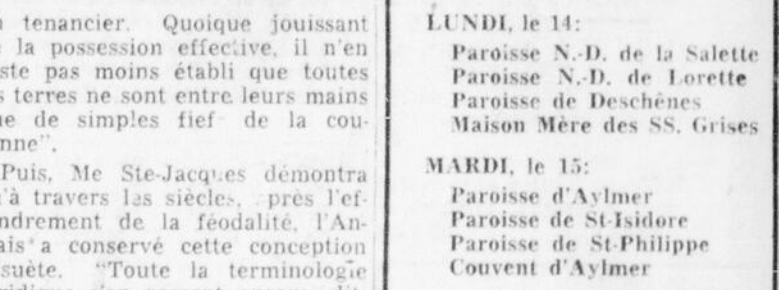 tenancier. Quoique jouissant
la possession effective, il n'en
ste pas moins établi que toutes
s terres ne sont entre leurs mains
ne de simples fief de la cou-
nne".
Puis, Me Ste-Jacques démontra
'à travers les siècles, près l'ef-
ndrement de la féodalité, l'An-
ais a conservé cette conception
suète. "Toute la terminologie
LUNDI, le 14:
Paroisse N.-D. de la Salette
Paroisse N.-D. de Lorette
Paroisse de Deschênes
Maison Mère des SS. Grises
MARDI, le 15:
Paroisse d'Aylmer
Paroisse de St-Isidore
Paroisse de St-Philippe
Couvent d'Aylmer